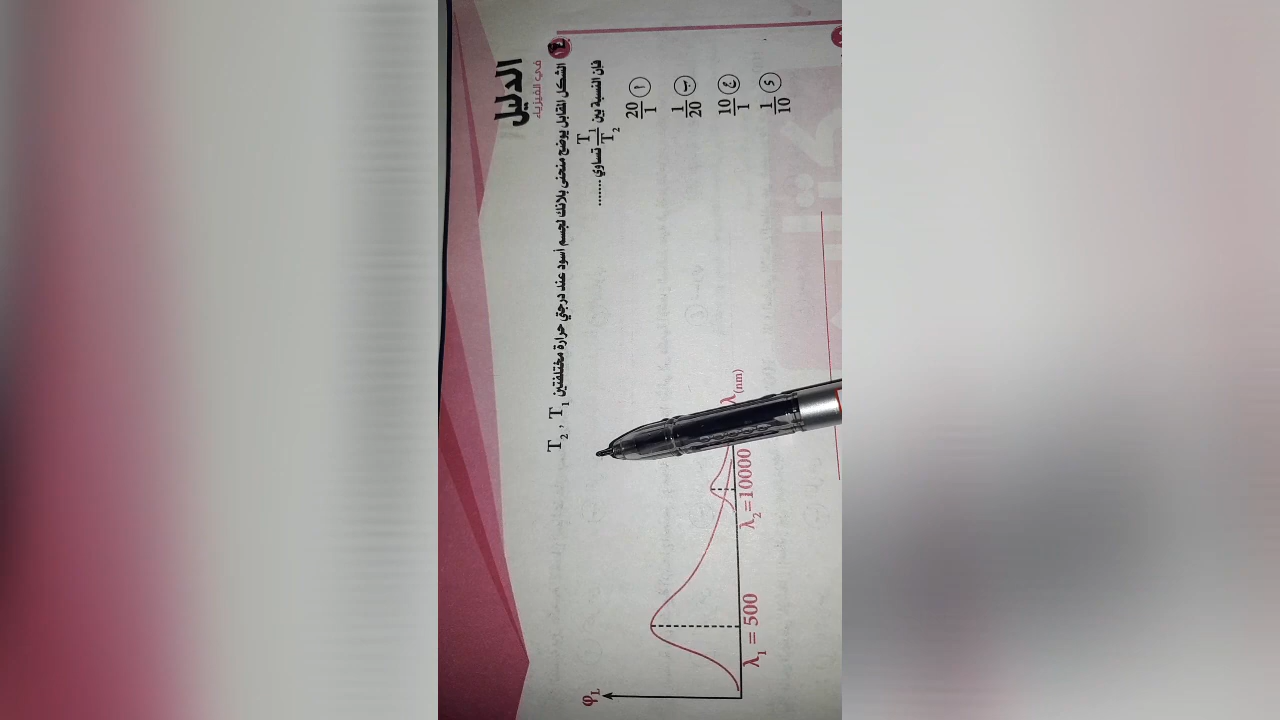 الدليل
في الفيزياء
١٤ الشكل المقابل يوضح منحنى بلانك لجسم أسود عند درجتي حرارة مختلفتين T₂ , T₁
فإن النسبة بين T₁/T₂ تساوي .......
أ 20/1
ب 1/20
ج 10/1
د 1/10
φL
λ₁ = 500
λ₂=10000
λ(nm)